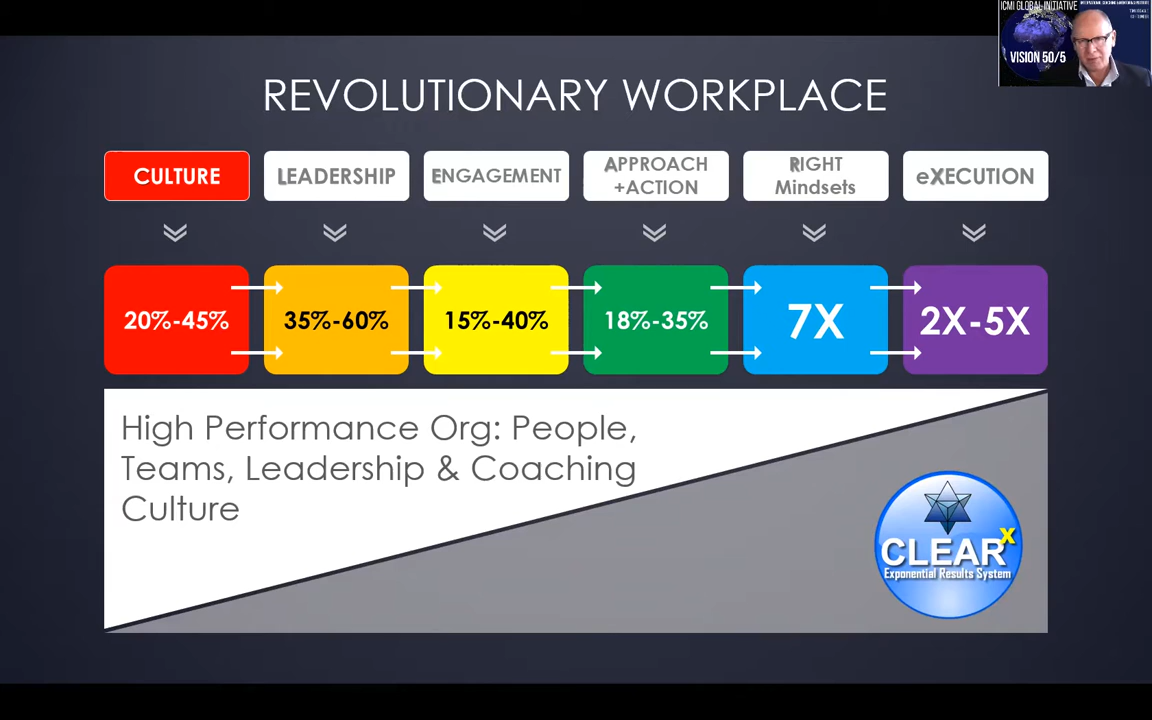 ICMI GLOBAL INITIATIVE
VISION 50/5
REVOLUTIONARY WORKPLACE
CULTURE
LEADERSHIP
ENGAGEMENT
APPROACH
+ACTION
RIGHT
Mindsets
eXECUTION
20%-45%
35%-60%
15%-40%
18%-35%
7X
2X-5X
High Performance Org: People,
Teams, Leadership & Coaching
Culture
CLEARX
Exponential Results System